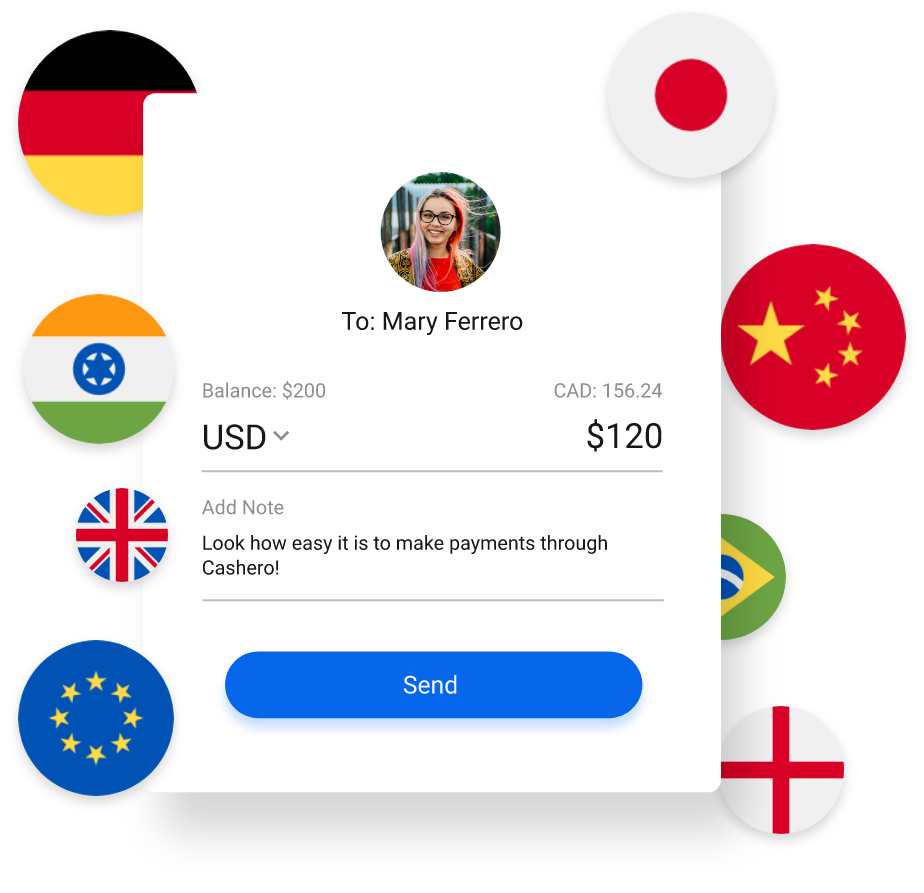 To: Mary Ferrero
Balance: $200 CAD: 156.24
USD $120
Add Note
Look how easy it is to make payments through
Cashero!
Send